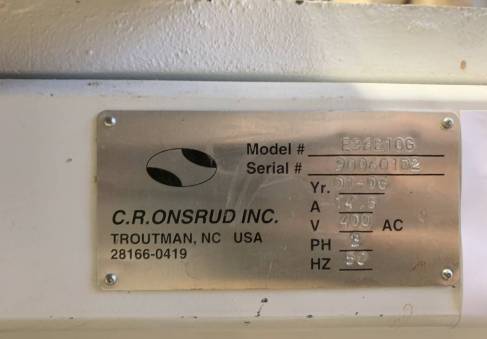 Model #
Serial #
Yr.
A
V 400 AC
PH 3
HZ 50
C.R.ONSRUD INC.
TROUTMAN, NC USA
28166-0419